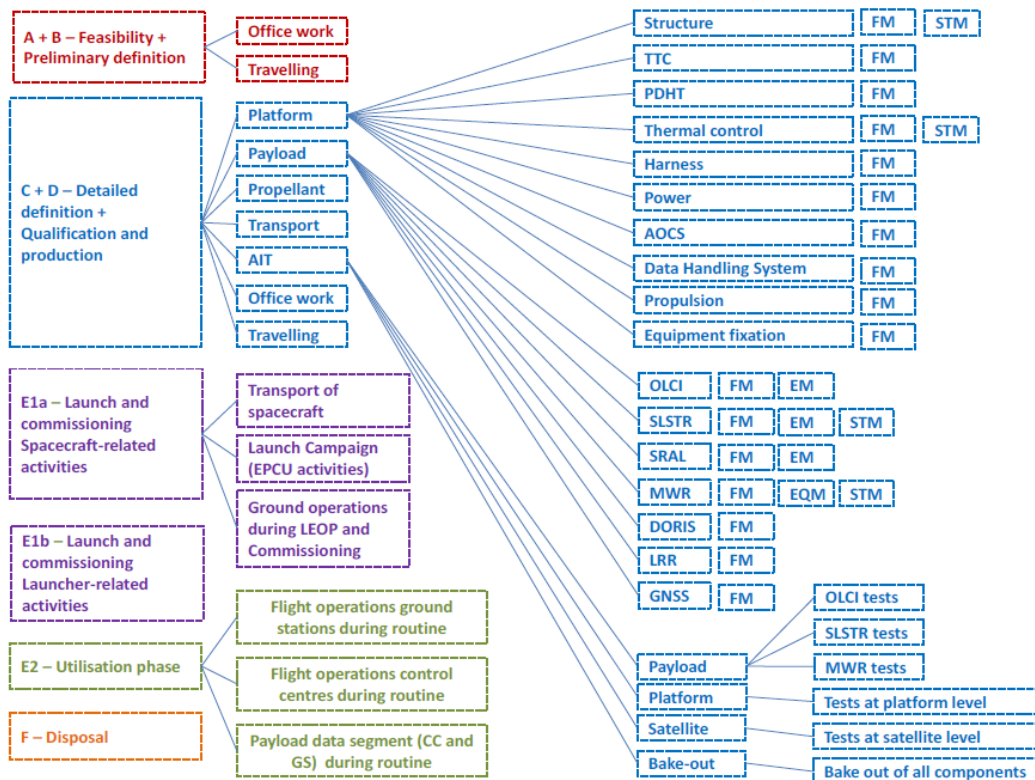 A + B – Feasibility +
Preliminary definition
Office work
Travelling
C + D – Detailed
definition +
Qualification and
production
Platform
Payload
Propellant
Transport
AIT
Office work
Travelling
E1a – Launch and
commissioning
Spacecraft-related
activities
Transport of
spacecraft
Launch Campaign
(EPCU activities)
Ground operations
during LEOP and
Commissioning
E1b – Launch and
commissioning
Launcher-related
activities
E2 – Utilisation phase
Flight operations ground
stations during routine
Flight operations control
centres during routine
Payload data segment (CC and
GS) during routine
F – Disposal
Structure FM STM
TTC FM
PDHT FM
Thermal control FM STM
Harness FM
Power FM
AOCS FM
Data Handling System FM
Propulsion FM
Equipment fixation FM
OLCI FM EM
SLSTR FM EM STM
SRAL FM EM
MWR FM EQM STM
DORIS FM
LRR FM
GNSS FM
Payload
OLCI tests
SLSTR tests
MWR tests
Platform
Tests at platform level
Satellite
Tests at satellite level
Bake-out
Bake out of all components